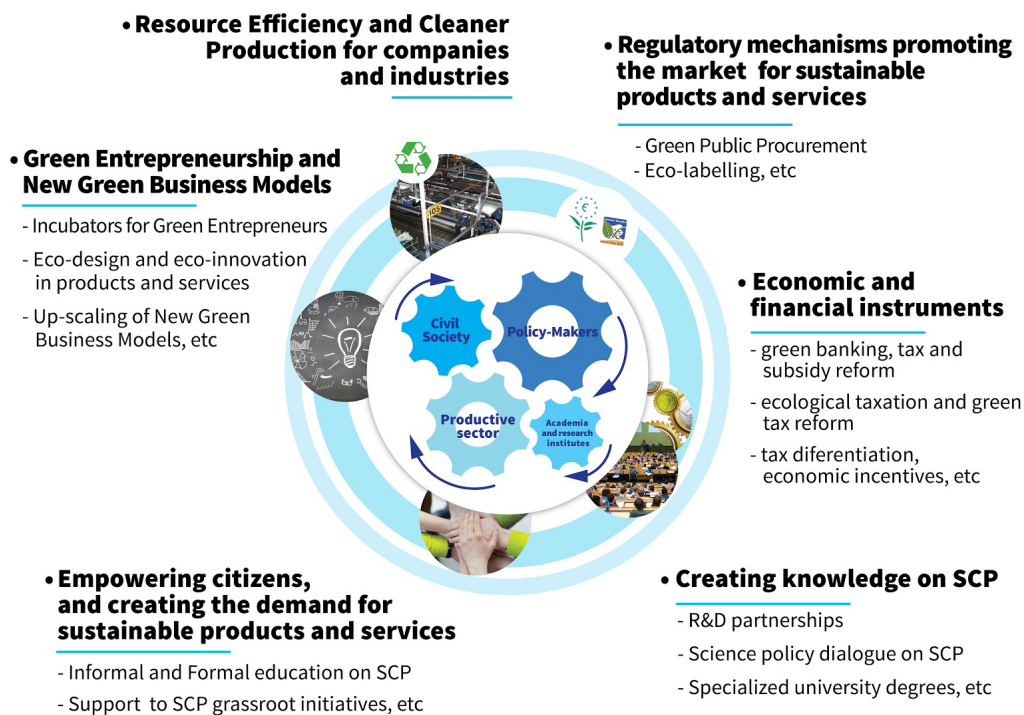 • Resource Efficiency and Cleaner
Production for companies
and industries
• Regulatory mechanisms promoting
the market for sustainable
products and services
- Green Public Procurement
- Eco-labelling, etc
• Green Entrepreneurship and
New Green Business Models
- Incubators for Green Entrepreneurs
- Eco-design and eco-innovation
in products and services
- Up-scaling of New Green
Business Models, etc
• Economic and
financial instruments
- green banking, tax and
subsidy reform
- ecological taxation and green
tax reform
- tax diferentiation,
economic incentives, etc
105
Civil
Society
Policy-Makers
Productive
sector
Academia
and research
institutes
• Empowering citizens,
and creating the demand for
sustainable products and services
- Informal and Formal education on SCP
- Support to SCP grassroot initiatives, etc
• Creating knowledge on SCP
- R&D partnerships
- Science policy dialogue on SCP
- Specialized university degrees, etc